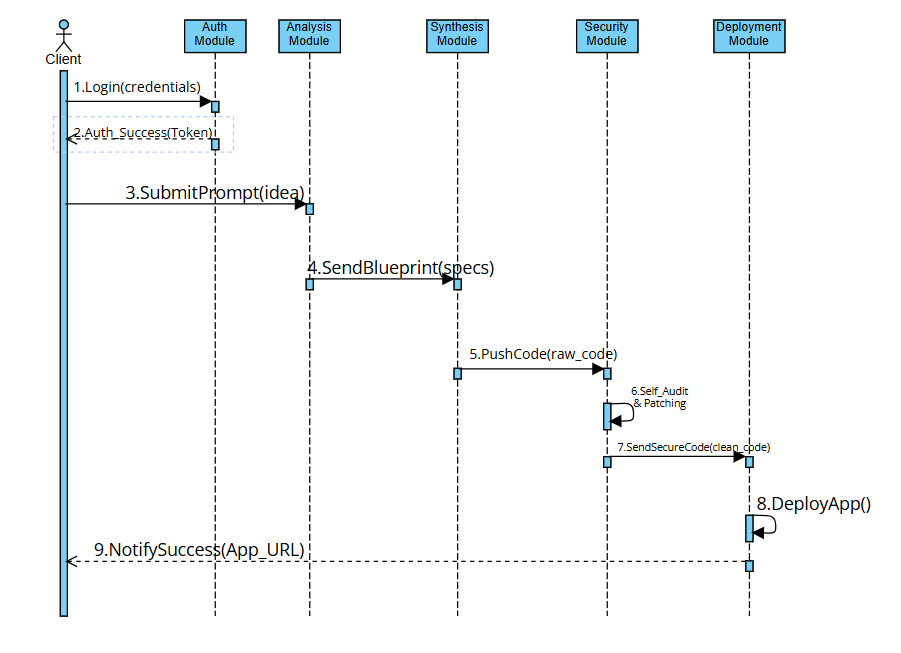 Auth
Module
Analysis
Module
Synthesis
Module
Security
Module
Deployment
Module
Client
1.Login(credentials)
2.Auth_Success(Token)
3.SubmitPrompt(idea)
4.SendBlueprint(specs)
5.PushCode(raw_code)
6.Self_Audit
& Patching
7.SendSecureCode(clean_code)
8.DeployApp()
9.NotifySuccess(App_URL)